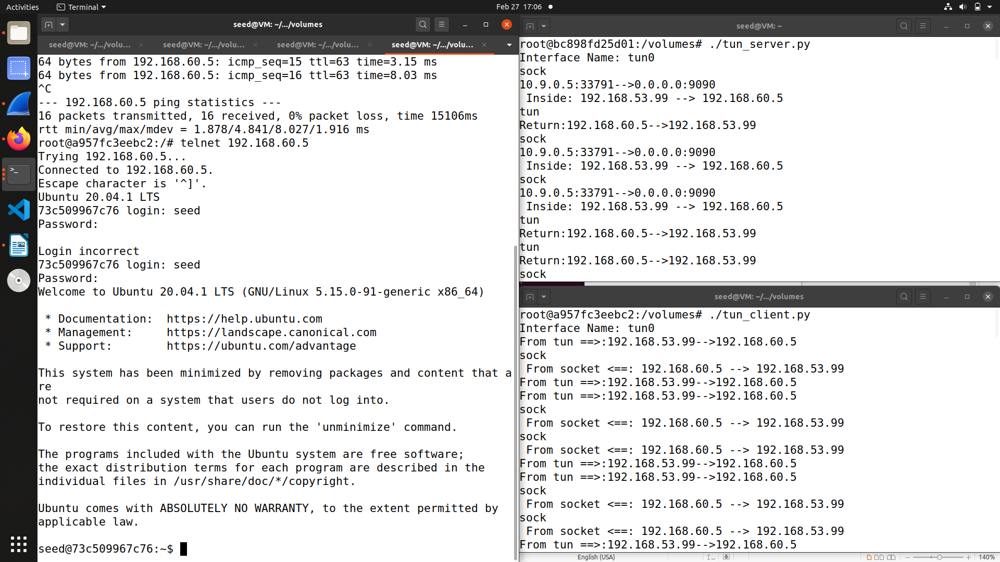 Activities
Terminal
Feb 27 17:06
seed@VM: ~/.../volumes
seed@VM: ~/.../volu...
seed@VM: ~/.../volu...
seed@VM: ~/.../volu...
seed@VM: ~/.../volu...
64 bytes from 192.168.60.5: icmp_seq=15 ttl=63 time=3.15 ms
64 bytes from 192.168.60.5: icmp_seq=16 ttl=63 time=8.03 ms
^C
--- 192.168.60.5 ping statistics ---
16 packets transmitted, 16 received, 0% packet loss, time 15106ms
rtt min/avg/max/mdev = 1.878/4.841/8.027/1.916 ms
root@a957fc3eebc2:/# telnet 192.168.60.5
Trying 192.168.60.5...
Connected to 192.168.60.5.
Escape character is '^]'.
Ubuntu 20.04.1 LTS
73c509967c76 login: seed
Password:
Login incorrect
73c509967c76 login: seed
Password:
Welcome to Ubuntu 20.04.1 LTS (GNU/Linux 5.15.0-91-generic x86_64)
* Documentation:  https://help.ubuntu.com
* Management:     https://landscape.canonical.com
* Support:        https://ubuntu.com/advantage
This system has been minimized by removing packages and content that a
re
not required on a system that users do not log into.
To restore this content, you can run the 'unminimize' command.
The programs included with the Ubuntu system are free software;
the exact distribution terms for each program are described in the
individual files in /usr/share/doc/*/copyright.
Ubuntu comes with ABSOLUTELY NO WARRANTY, to the extent permitted by
applicable law.
seed@73c509967c76:~$
seed@VM: ~
root@bc898fd25d01:/volumes# ./tun_server.py
Interface Name: tun0
sock
10.9.0.5:33791-->0.0.0.0:9090
Inside: 192.168.53.99 --> 192.168.60.5
tun
Return:192.168.60.5-->192.168.53.99
sock
10.9.0.5:33791-->0.0.0.0:9090
Inside: 192.168.53.99 --> 192.168.60.5
sock
10.9.0.5:33791-->0.0.0.0:9090
Inside: 192.168.53.99 --> 192.168.60.5
tun
Return:192.168.60.5-->192.168.53.99
tun
Return:192.168.60.5-->192.168.53.99
sock
seed@VM: ~/.../volumes
root@a957fc3eebc2:/volumes# ./tun_client.py
Interface Name: tun0
From tun ==>:192.168.53.99-->192.168.60.5
sock
From socket <==: 192.168.60.5 --> 192.168.53.99
From tun ==>:192.168.53.99-->192.168.60.5
From tun ==>:192.168.53.99-->192.168.60.5
sock
From socket <==: 192.168.60.5 --> 192.168.53.99
sock
From socket <==: 192.168.60.5 --> 192.168.53.99
From tun ==>:192.168.53.99-->192.168.60.5
From tun ==>:192.168.53.99-->192.168.60.5
sock
From socket <==: 192.168.60.5 --> 192.168.53.99
sock
From socket <==: 192.168.60.5 --> 192.168.53.99
From tun ==>:192.168.53.99-->192.168.60.5
English (USA)
140%